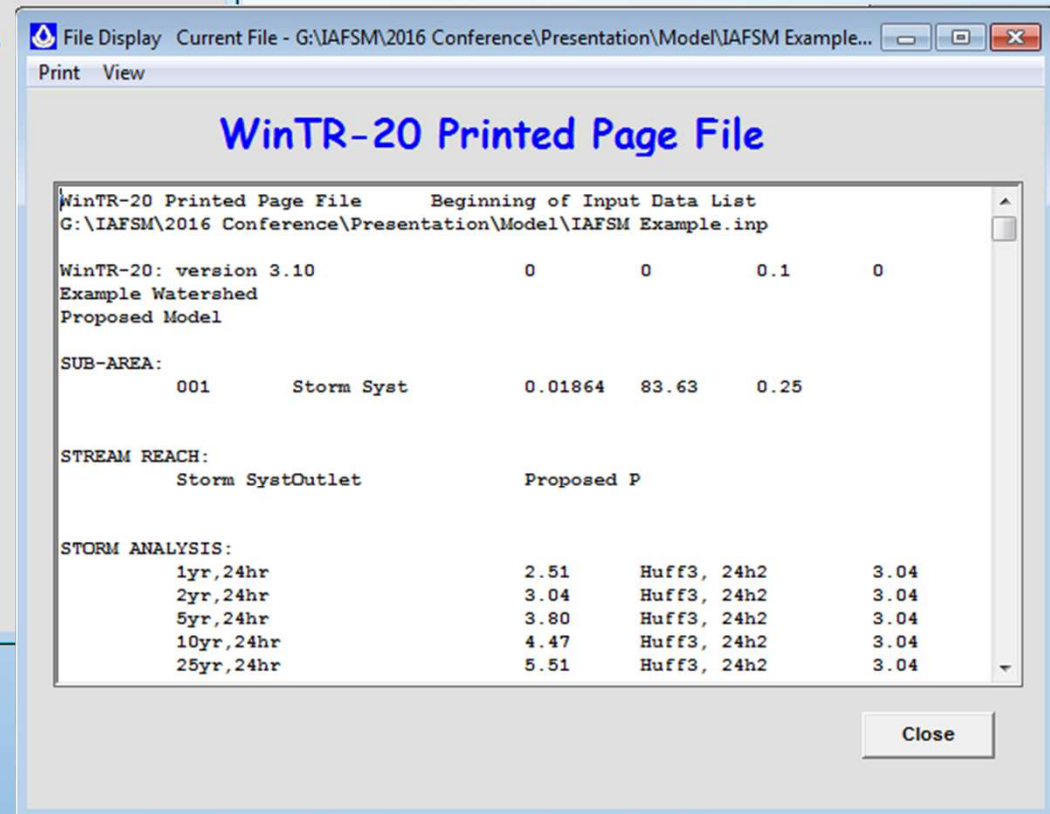 File Display Current File - G:\IAFSM\2016 Conference\Presentation\Model\IAFSM Example...
Print View
WinTR-20 Printed Page File
WinTR-20 Printed Page File Beginning of Input Data List
G:\IAFSM\2016 Conference\Presentation\Model\IAFSM Example.inp
WinTR-20: version 3.10 0 0 0.1 0
Example Watershed
Proposed Model
SUB-AREA:
001 Storm Syst 0.01864 83.63 0.25
STREAM REACH:
Storm SystOutlet Proposed P
STORM ANALYSIS:
1yr,24hr 2.51 Huff3, 24h2 3.04
2yr,24hr 3.04 Huff3, 24h2 3.04
5yr,24hr 3.80 Huff3, 24h2 3.04
10yr,24hr 4.47 Huff3, 24h2 3.04
25yr,24hr 5.51 Huff3, 24h2 3.04
Close